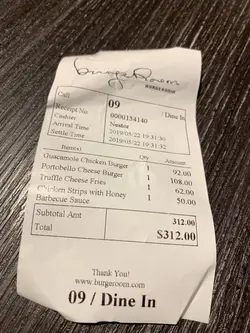 BurgeRoom
BURGEROOM
Call 09 / Dine In
Receipt No 0000154140
Cashier Nestor
Arrival Time 2019/05/22 19:31:30
Settle Time 2019/05/22 19:31:32
Items Qty Amount
Guacamole Chicken Burger 1 92.00
Portobello Cheese Burger 1 108.00
Truffle Cheese Fries 1 62.00
Chicken Strips with Honey 1 50.00
Barbecue Sauce
Subtotal Amt 312.00
Total $312.00
Thank You!
www.burgeroom.com
09 / Dine In